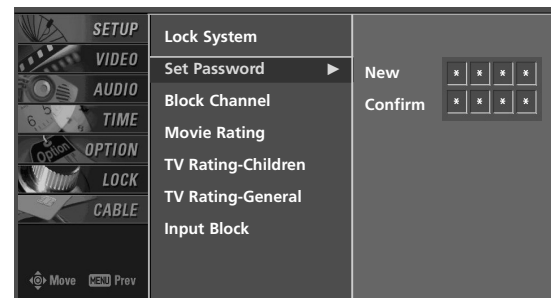 SETUP
VIDEO
AUDIO
TIME
OPTION
LOCK
CABLE
Move MENU Prev
Lock System
Set Password
Block Channel
Movie Rating
TV Rating-Children
TV Rating-General
Input Block
New * * * *
Confirm * * * *